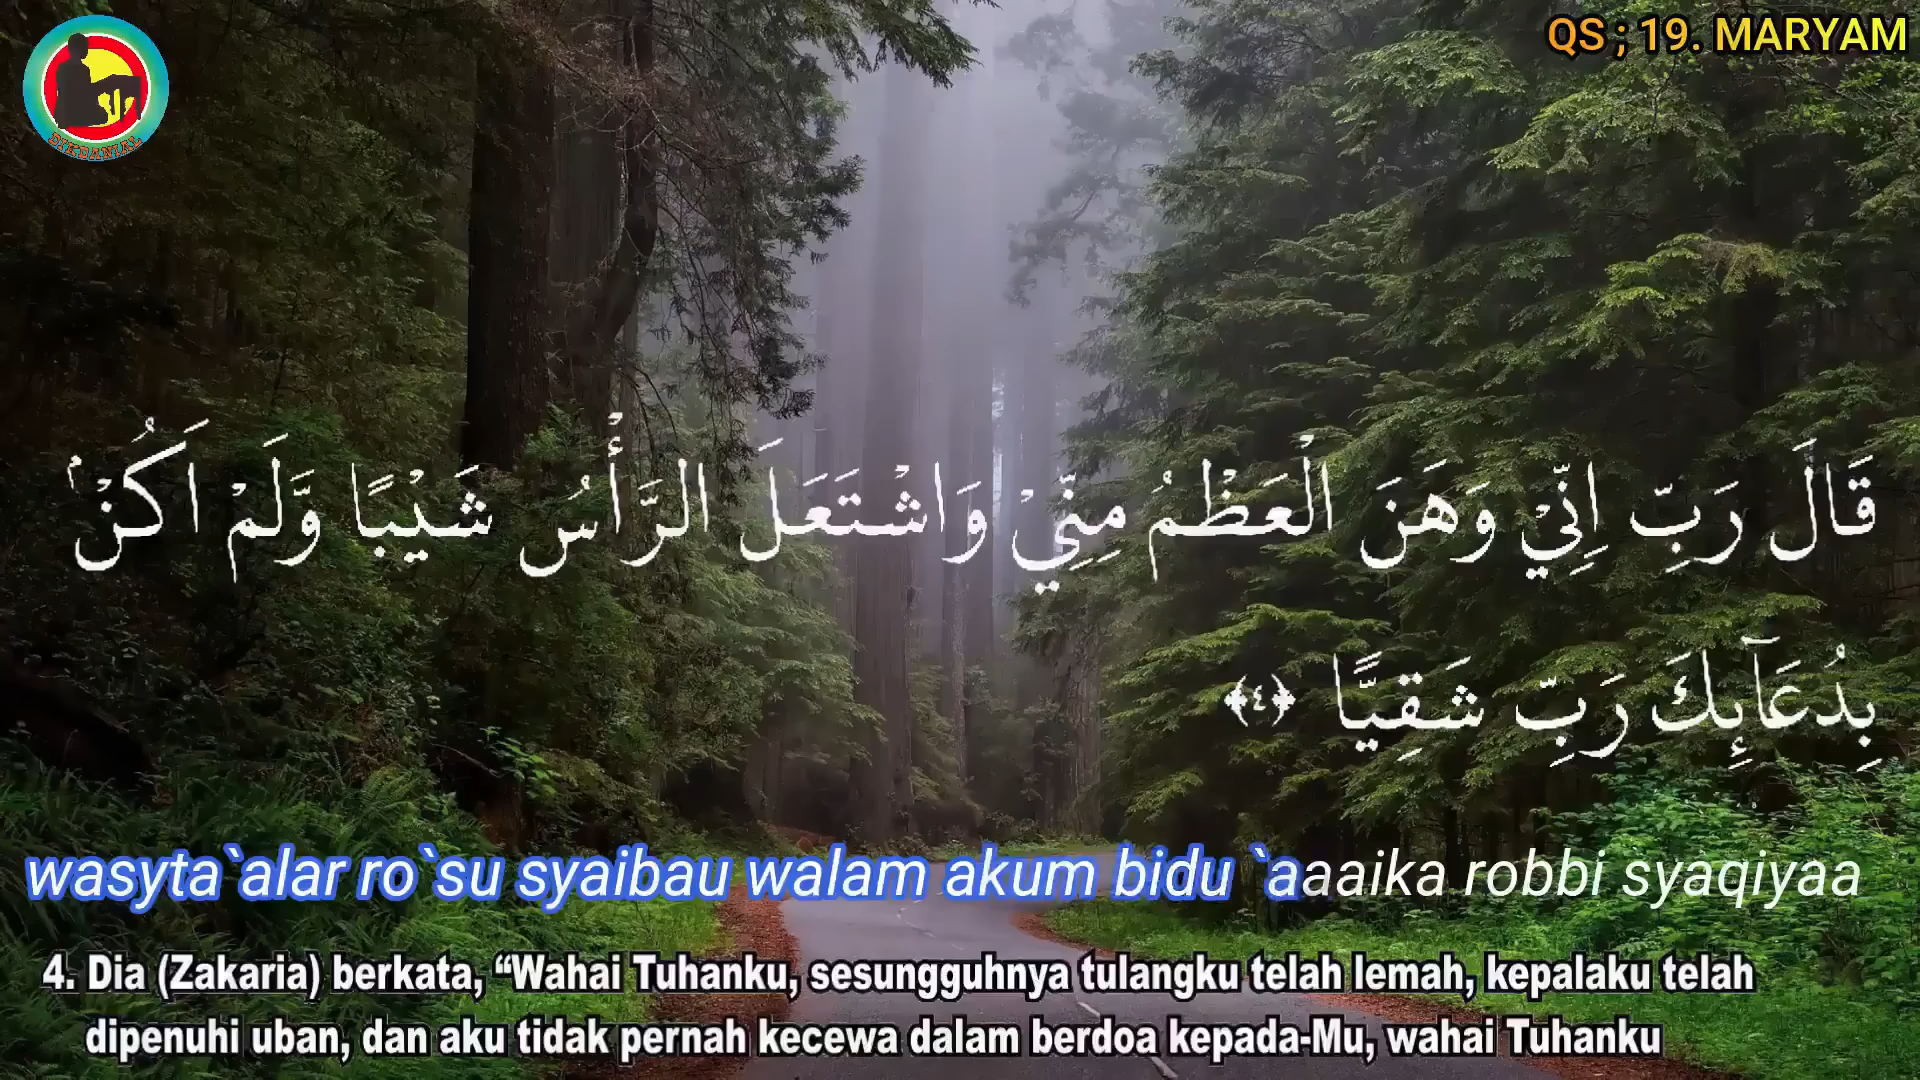 DIKDANIAL
QS ; 19. MARYAM
قَالَ رَبِّ اِنِّيْ وَهَنَ الْعَظْمُ مِنِّيْ وَاشْتَعَلَ الرَّأْسُ شَيْبًا وَّلَمْ اَكُنْۢ
بِدُعَاۤىِٕكَ رَبِّ شَقِيًّا ﴿٤﴾
wasyta`alar ro`su syaibau walam akum bidu `aaaaika robbi syaqiyaa
4. Dia (Zakaria) berkata, “Wahai Tuhanku, sesungguhnya tulangku telah lemah, kepalaku telah
dipenuhi uban, dan aku tidak pernah kecewa dalam berdoa kepada-Mu, wahai Tuhanku